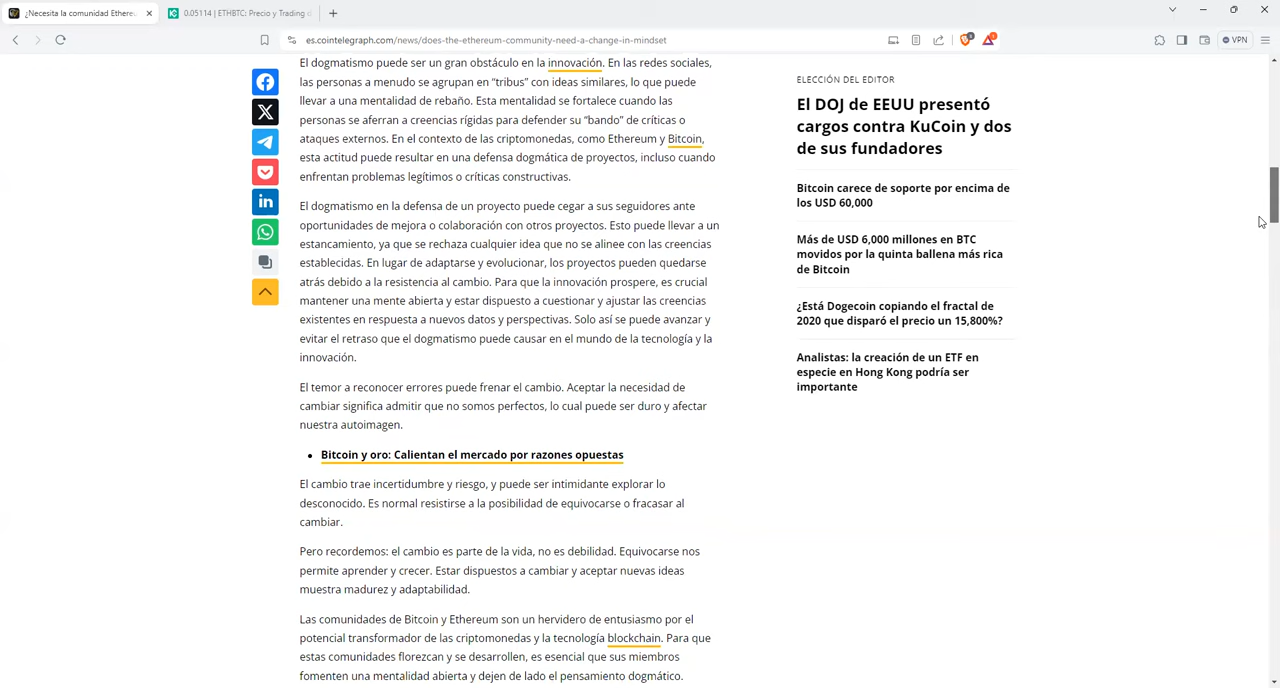 ¿Necesita la comunidad Ethereu
0.05114 | ETHBTC: Precio y Trading d
es.cointelegraph.com/news/does-the-ethereum-community-need-a-change-in-mindset
VPN
El dogmatismo puede ser un gran obstáculo en la innovación. En las redes sociales,
las personas a menudo se agrupan en “tribus” con ideas similares, lo que puede
llevar a una mentalidad de rebaño. Esta mentalidad se fortalece cuando las
personas se aferran a creencias rígidas para defender su “bando” de críticas o
ataques externos. En el contexto de las criptomonedas, como Ethereum y Bitcoin,
esta actitud puede resultar en una defensa dogmática de proyectos, incluso cuando
enfrentan problemas legítimos o críticas constructivas.
El dogmatismo en la defensa de un proyecto puede cegar a sus seguidores ante
oportunidades de mejora o colaboración con otros proyectos. Esto puede llevar a un
estancamiento, ya que se rechaza cualquier idea que no se alinee con las creencias
establecidas. En lugar de adaptarse y evolucionar, los proyectos pueden quedarse
atrás debido a la resistencia al cambio. Para que la innovación prospere, es crucial
mantener una mente abierta y estar dispuesto a cuestionar y ajustar las creencias
existentes en respuesta a nuevos datos y perspectivas. Solo así se puede avanzar y
evitar el retraso que el dogmatismo puede causar en el mundo de la tecnología y la
innovación.
El temor a reconocer errores puede frenar el cambio. Aceptar la necesidad de
cambiar significa admitir que no somos perfectos, lo cual puede ser duro y afectar
nuestra autoimagen.
• Bitcoin y oro: Calientan el mercado por razones opuestas
El cambio trae incertidumbre y riesgo, y puede ser intimidante explorar lo
desconocido. Es normal resistirse a la posibilidad de equivocarse o fracasar al
cambiar.
Pero recordemos: el cambio es parte de la vida, no es debilidad. Equivocarse nos
permite aprender y crecer. Estar dispuestos a cambiar y aceptar nuevas ideas
muestra madurez y adaptabilidad.
Las comunidades de Bitcoin y Ethereum son un hervidero de entusiasmo por el
potencial transformador de las criptomonedas y la tecnología blockchain. Para que
estas comunidades florezcan y se desarrollen, es esencial que sus miembros
fomenten una mentalidad abierta y dejen de lado el pensamiento dogmático.
ELECCIÓN DEL EDITOR
El DOJ de EEUU presentó
cargos contra KuCoin y dos
de sus fundadores
Bitcoin carece de soporte por encima de
los USD 60,000
Más de USD 6,000 millones en BTC
movidos por la quinta ballena más rica
de Bitcoin
¿Está Dogecoin copiando el fractal de
2020 que disparó el precio un 15,800%?
Analistas: la creación de un ETF en
especie en Hong Kong podría ser
importante